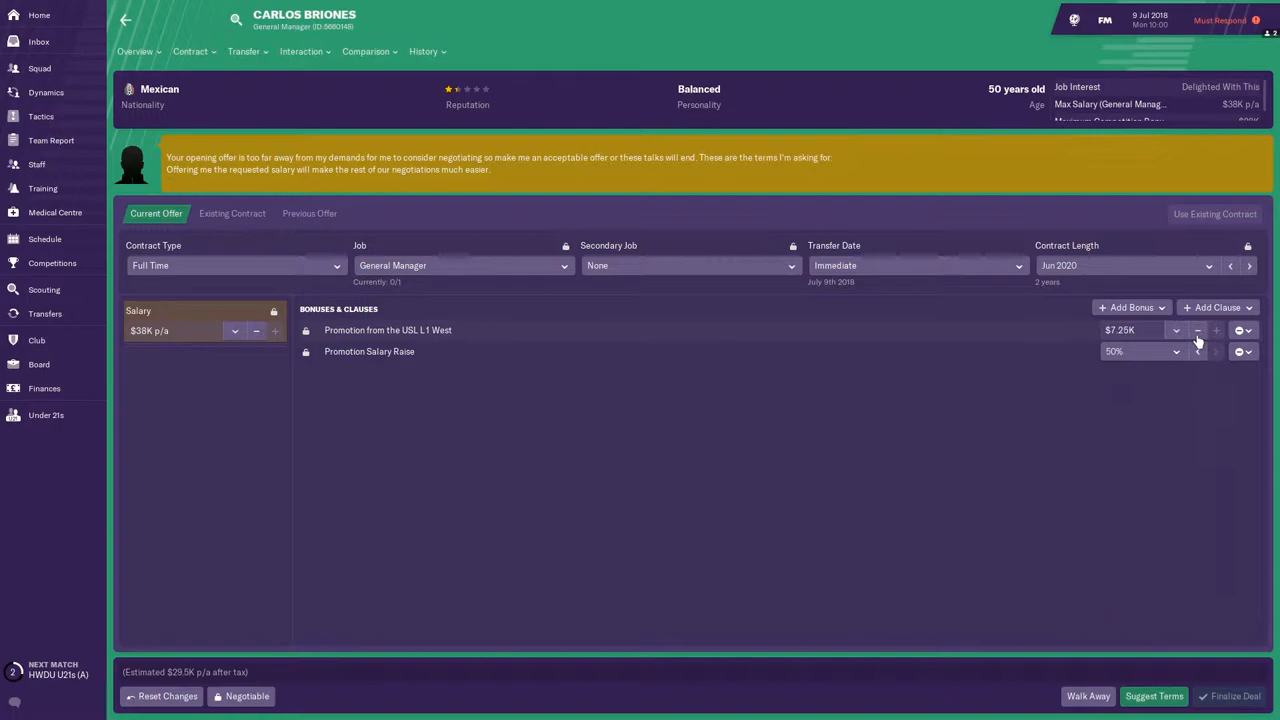 Home
Inbox
Squad
Dynamics
Tactics
Team Report
Staff
Training
Medical Centre
Schedule
Competitions
Scouting
Transfers
Club
Board
Finances
Under 21s
NEXT MATCH
2 HWDU U21s (A)
CARLOS BRIONES
General Manager (ID:5660148)
Overview Contract Transfer Interaction Comparison History
FM
9 Jul 2018
Mon 10:00
Must Respond
2
Mexican
Nationality
Reputation
Balanced
Personality
50 years old
Age
Job Interest Delighted With This
Max Salary (General Manag... $38K p/a
Your opening offer is too far away from my demands for me to consider negotiating so make me an acceptable offer or these talks will end. These are the terms I'm asking for:
Offering me the requested salary will make the rest of our negotiations much easier.
Current Offer Existing Contract Previous Offer Use Existing Contract
Contract Type Job Secondary Job Transfer Date Contract Length
Full Time General Manager None Immediate Jun 2020
Currently: 0/1 July 9th 2018 2 years
Salary
$38K p/a
BONUSES & CLAUSES + Add Bonus + Add Clause
Promotion from the USL L1 West $7.25K
Promotion Salary Raise 50%
(Estimated $29.5K p/a after tax)
Reset Changes Negotiable Walk Away Suggest Terms Finalize Deal